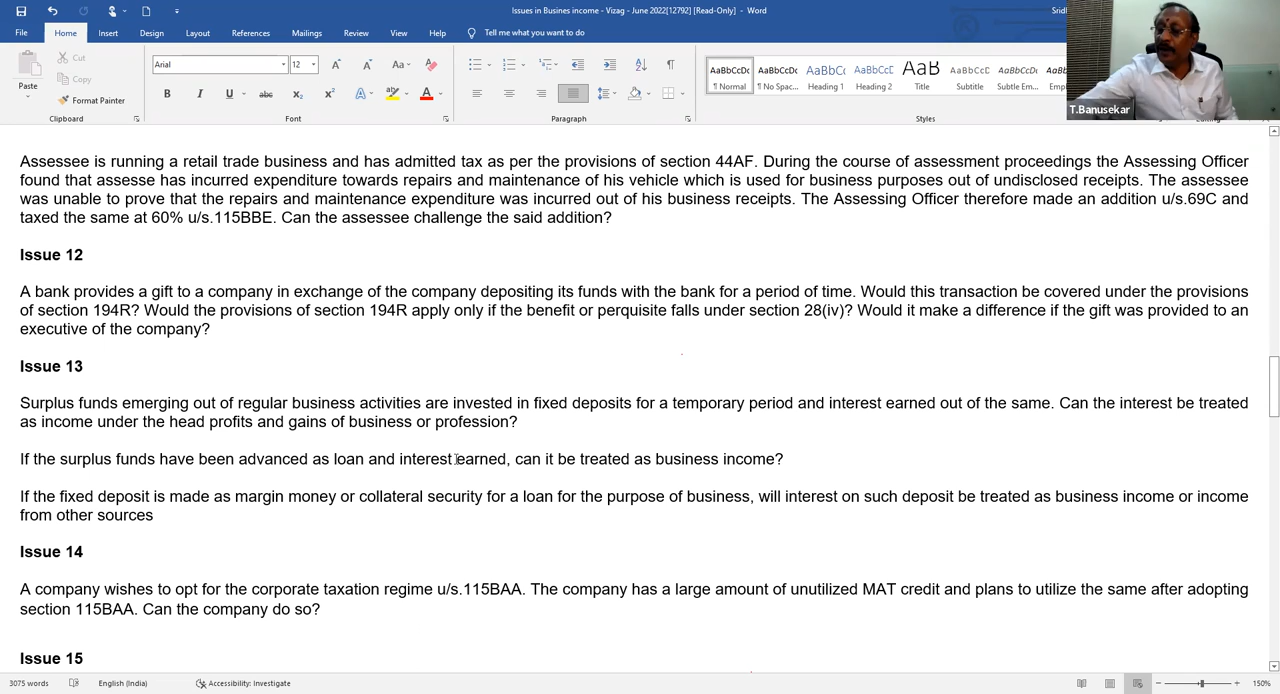 Issues in Busines income - Vizag - June 2022[12792] [Read-Only] - Word
Sridh
File Home Insert Design Layout References Mailings Review View Help Tell me what you want to do
Paste
Cut
Copy
Format Painter
Clipboard
Arial 12
Font
Paragraph
AaBbCcDc AaBbCcDc AaBbCc AaBbCcD AaB AaBbCcD AaBbCcD
¶ Normal ¶ No Spac... Heading 1 Heading 2 Title Subtitle Subtle Em...
Styles
T.Banusekar
Assessee is running a retail trade business and has admitted tax as per the provisions of section 44AF. During the course of assessment proceedings the Assessing Officer
found that assesse has incurred expenditure towards repairs and maintenance of his vehicle which is used for business purposes out of undisclosed receipts. The assessee
was unable to prove that the repairs and maintenance expenditure was incurred out of his business receipts. The Assessing Officer therefore made an addition u/s.69C and
taxed the same at 60% u/s.115BBE. Can the assessee challenge the said addition?
Issue 12
A bank provides a gift to a company in exchange of the company depositing its funds with the bank for a period of time. Would this transaction be covered under the provisions
of section 194R? Would the provisions of section 194R apply only if the benefit or perquisite falls under section 28(iv)? Would it make a difference if the gift was provided to an
executive of the company?
Issue 13
Surplus funds emerging out of regular business activities are invested in fixed deposits for a temporary period and interest earned out of the same. Can the interest be treated
as income under the head profits and gains of business or profession?
If the surplus funds have been advanced as loan and interest earned, can it be treated as business income?
If the fixed deposit is made as margin money or collateral security for a loan for the purpose of business, will interest on such deposit be treated as business income or income
from other sources
Issue 14
A company wishes to opt for the corporate taxation regime u/s.115BAA. The company has a large amount of unutilized MAT credit and plans to utilize the same after adopting
section 115BAA. Can the company do so?
Issue 15
3075 words English (India) Accessibility: Investigate 150%